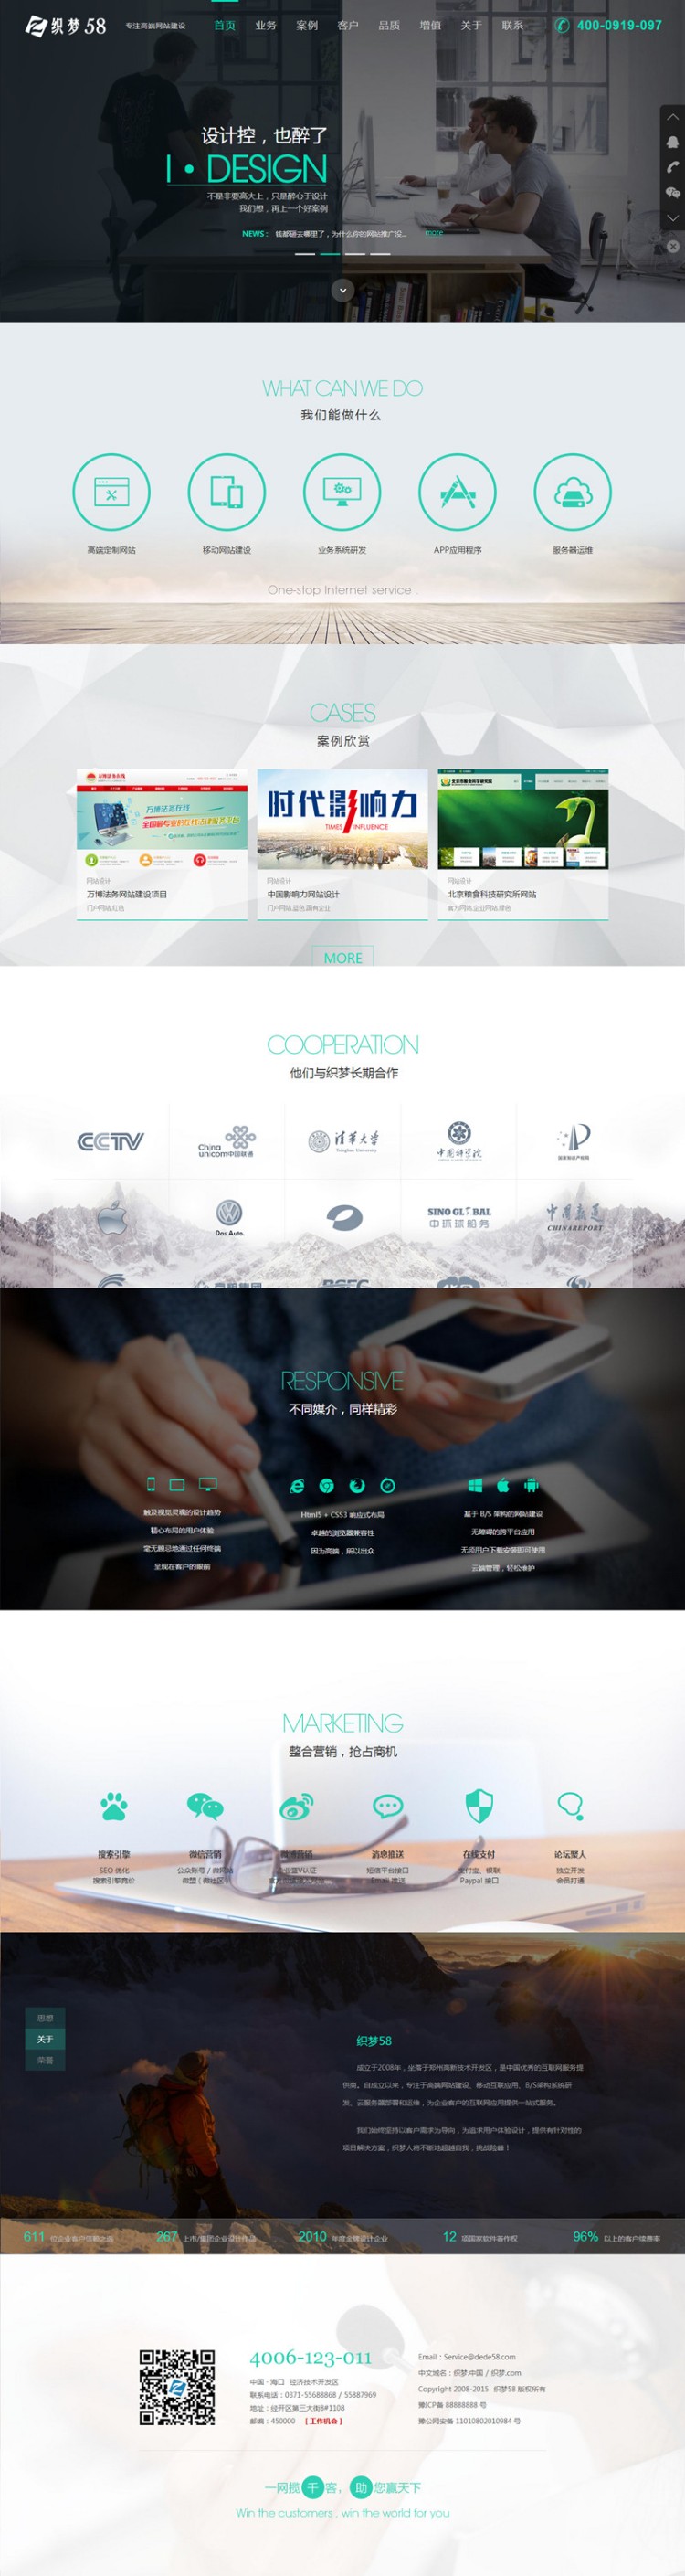 织梦58 专注高端网站建设 首页 业务 案例 客户 品质 增值 关于 联系 400-0919-097
设计控，也醉了
I • DESIGN
不是非要高大上，只是醉心于设计
我们想，再上一个好案例
NEWS： 钱都砸去哪里了，为什么你的网站推广没... more
WHAT CAN WE DO
我们能做什么
高端定制网站 移动网站建设 业务系统研发 APP应用程序 服务器运维
One-stop Internet service .
CASES
案例欣赏
万博法务在线
时代影响力
TIMES INFLUENCE
网站设计 网站设计 网站设计
万博法务网站建设项目 中国影响力网站设计 北京粮食科技研究所网站
门户网站,红色 门户网站,蓝色,国有企业 官方网站,企业网站,绿色
MORE
COOPERATION
他们与织梦长期合作
CCTV China unicom中国联通 清华大学 Tsinghua University 中国科学院
Das Auto. SINO GLOBAL 中环球船务 中国报道 CHINAREPORT
RESPONSIVE
不同媒介，同样精彩
触及视觉灵魂的设计趋势 Html5 + CSS3 响应式布局 基于 B/S 架构的网站建设
精心布局的用户体验 卓越的浏览器兼容性 无障碍的跨平台应用
毫无顾忌地通过任何终端 因为高端，所以出众 无须用户下载安装即可使用
呈现在客户的眼前 云端管理，轻松维护
MARKETING
整合营销，抢占商机
搜索引擎 微信营销 微博营销 消息推送 在线支付 论坛聚人
SEO 优化 公众账号 / 微网站 企业蓝V认证 短信平台接口 支付宝、银联 独立开发
搜索引擎竞价 微盟 ( 微社区 ) Email 推送 Paypal 接口 会员打通
思想
关于
荣誉
织梦58
成立于2008年，坐落于郑州高新技术开发区，是中国优秀的互联网服务提
供商。自成立以来，专注于高端网站建设、移动互联应用、B/S架构系统研
发、云服务器部署和运维，为企业客户的互联网应用提供一站式服务。
我们始终坚持以客户需求为导向，为追求用户体验设计，提供有针对性的
项目解决方案，织梦人将不断地超越自我，挑战险峰！
611 位企业客户信赖之选 267 上市/集团企业设计作品 2010 年度金牌设计企业 12 项国家软件著作权 96% 以上的客户续费率
4006-123-011
中国 · 海口 经济技术开发区
联系电话：0371-55688868 / 55887969
地址：经开区第三大街8#1108
邮编：450000 [ 工作机会 ]
Email：Service@dede58.com
中文域名：织梦.中国 / 织梦.com
Copyright 2008-2015 织梦58 版权所有
豫ICP备 88888888 号
豫公网安备 11010802010984 号
一网揽千客，助您赢天下
Win the customers , win the world for you